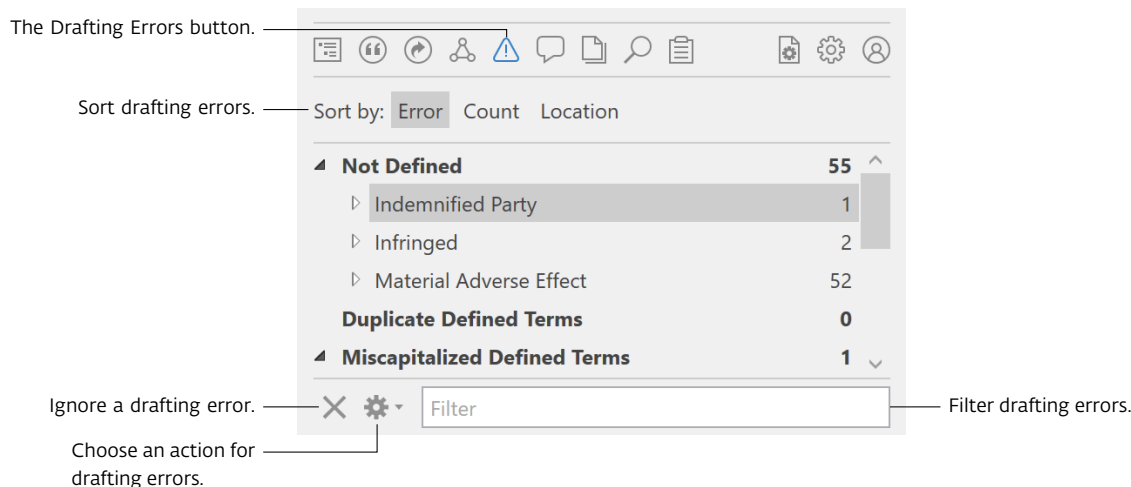 The Drafting Errors button.
Sort drafting errors.
Sort by: Error Count Location
Not Defined 55
Indemnified Party 1
Infringed 2
Material Adverse Effect 52
Duplicate Defined Terms 0
Miscapitalized Defined Terms 1
Ignore a drafting error.
Filter
Filter drafting errors.
Choose an action for
drafting errors.